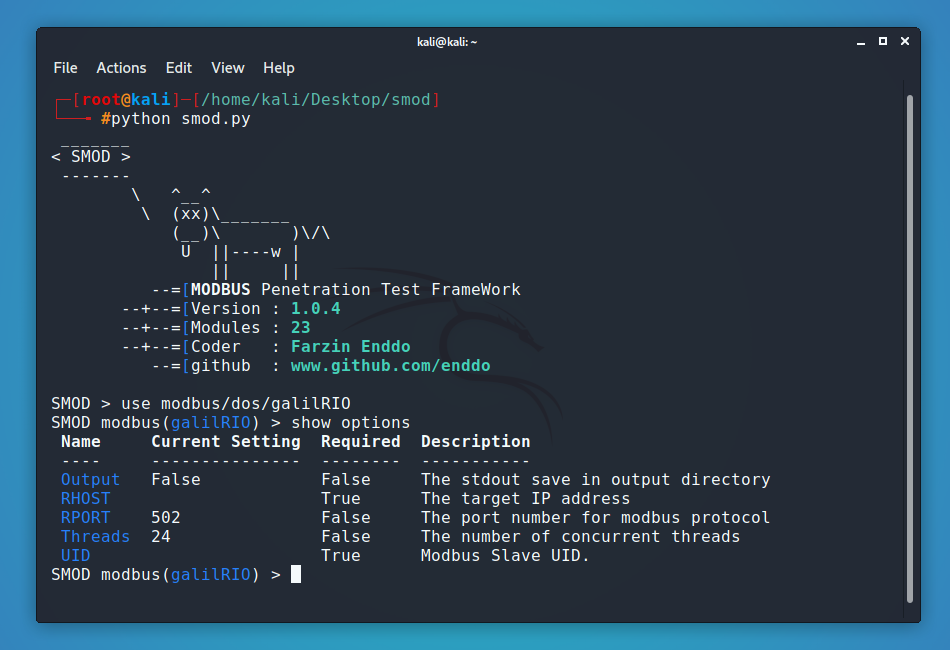 kali@kali: ~
File Actions Edit View Help
┌─[root@kali]─[/home/kali/Desktop/smod]
└──╼ #python smod.py
 _______
< SMOD >
 -------
        \   ^__^
         \  (xx)\_______
            (__)\       )\/\
             U  ||----w |
                ||     ||
          --=[MODBUS Penetration Test FrameWork
       --+--=[Version : 1.0.4
       --+--=[Modules : 23
       --+--=[Coder   : Farzin Enddo
          --=[github  : www.github.com/enddo

SMOD > use modbus/dos/galilRIO
SMOD modbus(galilRIO) > show options
 Name     Current Setting  Required  Description
 ----     ---------------  --------  -----------
 Output   False            False     The stdout save in output directory
 RHOST                     True      The target IP address
 RPORT    502              False     The port number for modbus protocol
 Threads  24               False     The number of concurrent threads
 UID                       True      Modbus Slave UID.
SMOD modbus(galilRIO) >